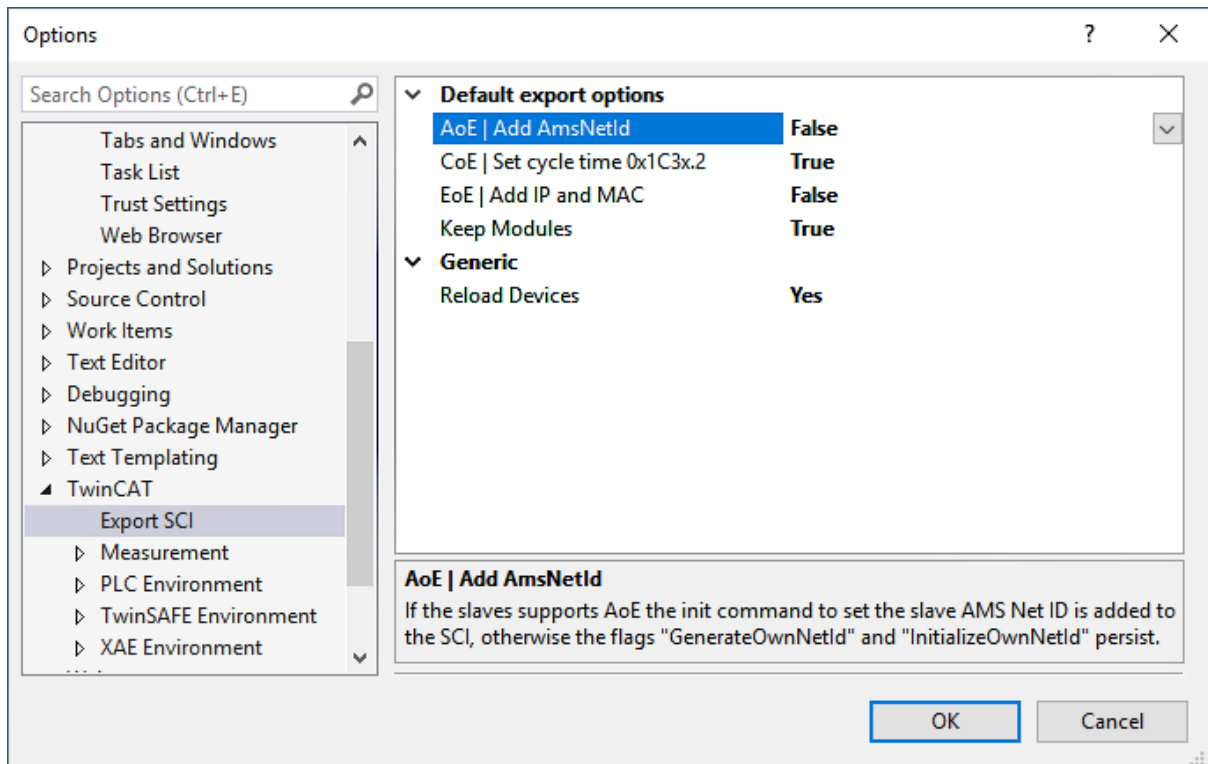 Options
?
Search Options (Ctrl+E)
Tabs and Windows
Task List
Trust Settings
Web Browser
Projects and Solutions
Source Control
Work Items
Text Editor
Debugging
NuGet Package Manager
Text Templating
TwinCAT
Export SCI
Measurement
PLC Environment
TwinSAFE Environment
XAE Environment
Default export options
AoE | Add AmsNetId False
CoE | Set cycle time 0x1C3x.2 True
EoE | Add IP and MAC False
Keep Modules True
Generic
Reload Devices Yes
AoE | Add AmsNetId
If the slaves supports AoE the init command to set the slave AMS Net ID is added to
the SCI, otherwise the flags "GenerateOwnNetId" and "InitializeOwnNetId" persist.
OK Cancel